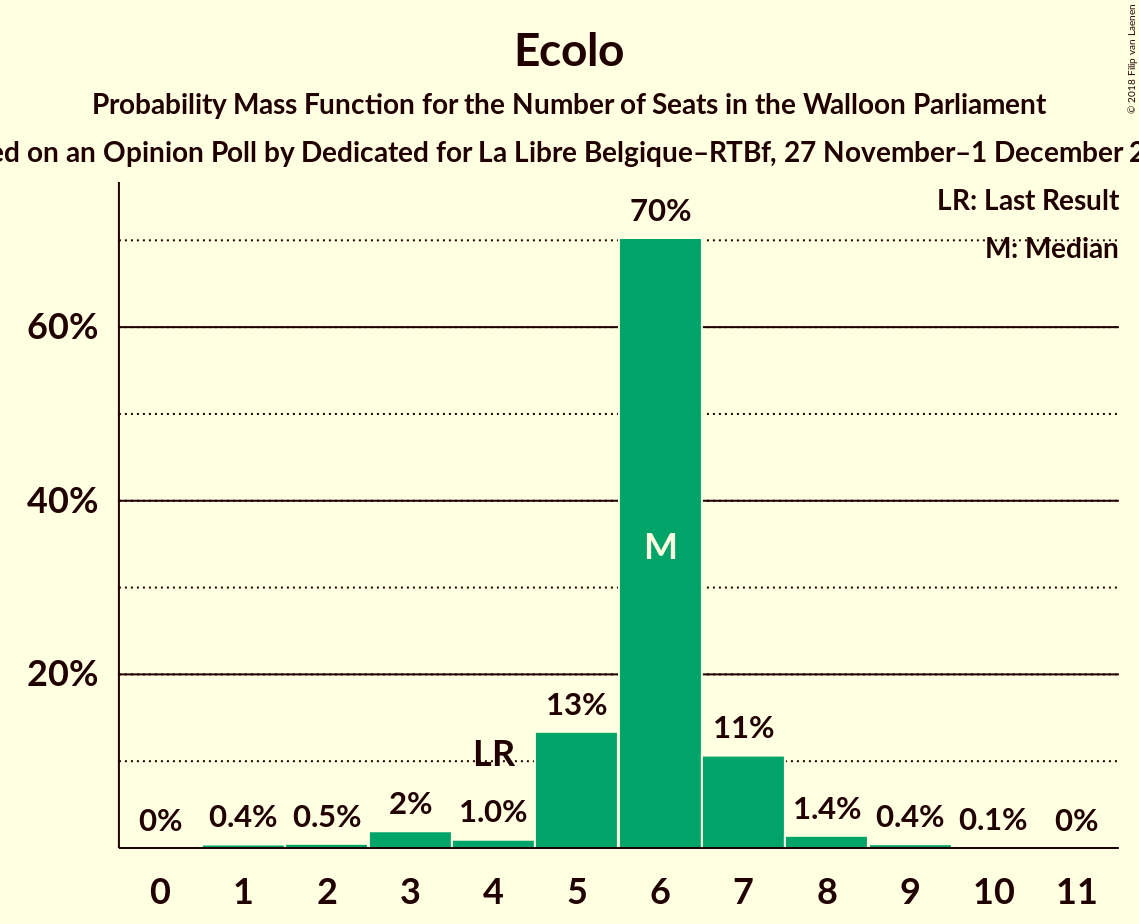 Ecolo
Probability Mass Function for the Number of Seats in the Walloon Parliament
on an Opinion Poll by Dedicated for La Libre Belgique–RTBf, 27 November–1 December
© 2018 Filip van Laenen
LR: Last Result
M: Median
70%
60%
40%
M
20%
13%
11%
LR
0%
0.4%
0.5%
2%
1.0%
1.4%
0.4%
0.1%
0%
0 1 2 3 4 5 6 7 8 9 10 11